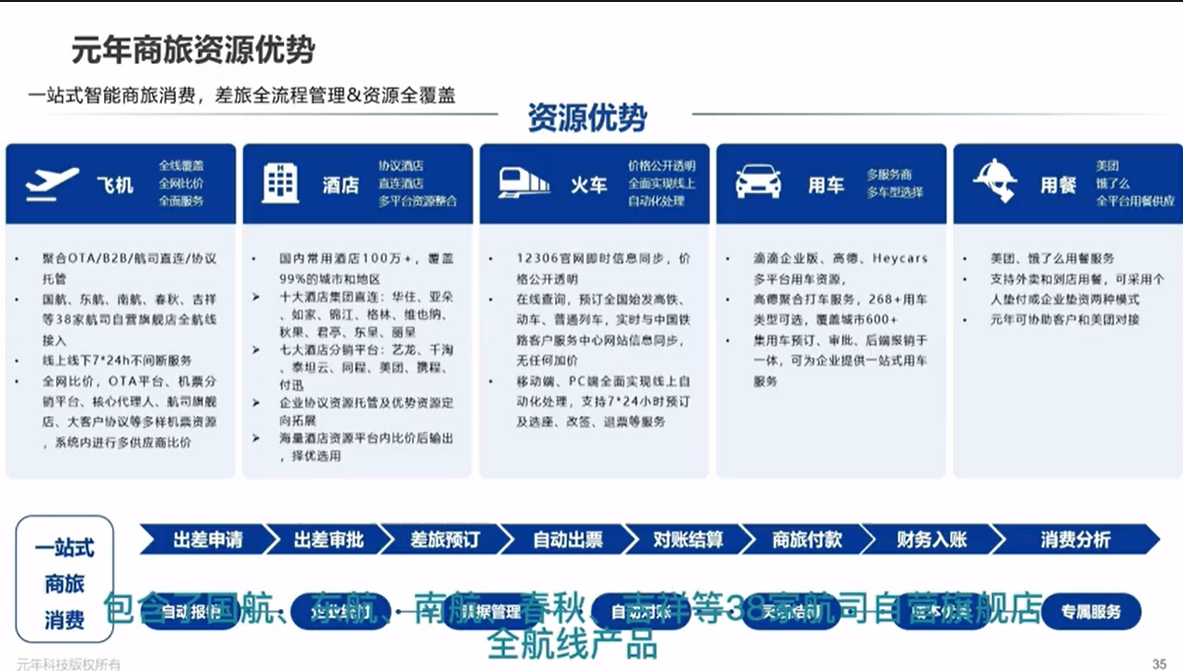 元年商旅资源优势
一站式智能商旅消费，差旅全流程管理&资源全覆盖
资源优势
飞机
全线覆盖
全网比价
全面服务
• 聚合OTA/B2B/航司直连/协议
托管
• 国航、东航、南航、春秋、吉祥
等38家航司自营旗舰店全航线
接入
• 线上线下7*24h不间断服务
• 全网比价，OTA平台、机票分
销平台、核心代理人、航司旗舰
店、大客户协议等多样机票资源
，系统内进行多供应商比价
酒店
协议酒店
直连酒店
多平台资源整合
• 国内常用酒店100万+，覆盖
99%的城市和地区
➢ 十大酒店集团直连：华住、亚朵
、如家、锦江、格林、维也纳、
秋果、君亭、东呈、丽呈
➢ 七大酒店分销平台：艺龙、千淘
、泰坦云、同程、美团、携程、
付迅
➢ 企业协议资源托管及优势资源定
向拓展
➢ 海量酒店资源平台内比价后输出
，择优选用
火车
价格公开透明
全面实现线上
自动化处理
• 12306官网即时信息同步，价
格公开透明
• 在线查询，预订全国始发高铁、
动车、普通列车，实时与中国铁
路客户服务中心网站信息同步，
无任何加价
• 移动端、PC端全面实现线上自
动化处理，支持7*24小时预订
及选座、改签、退票等服务
用车
多服务商
多车型选择
• 滴滴企业版、高德、Heycars
多平台用车资源，
• 高德聚合打车服务，268+用车
类型可选，覆盖城市600+
• 集用车预订、审批、后端报销于
一体，可为企业提供一站式用车
服务
用餐
美团
饿了么
全平台用餐供应
• 美团、饿了么用餐服务
• 支持外卖和到店用餐，可采用个
人垫付或企业垫资两种模式
• 元年可协助客户和美团对接
一站式
商旅
消费
出差申请
出差审批
差旅预订
自动出票
对账结算
商旅付款
财务入账
消费分析
自动报销
数据管理
自动对账
专属服务
包含了国航、东航、南航、春秋、吉祥等38家航司自营旗舰店
全航线产品
元年科技版权所有
35